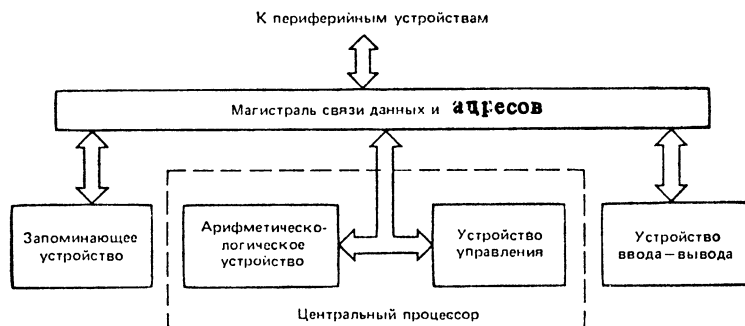 К периферийным устройствам
Магистраль связи данных и адресов
Запоминающее
устройство
Арифметическо-
логическое
устройство
Устройство
управления
Устройство
ввода — вывода
Центральный процессор